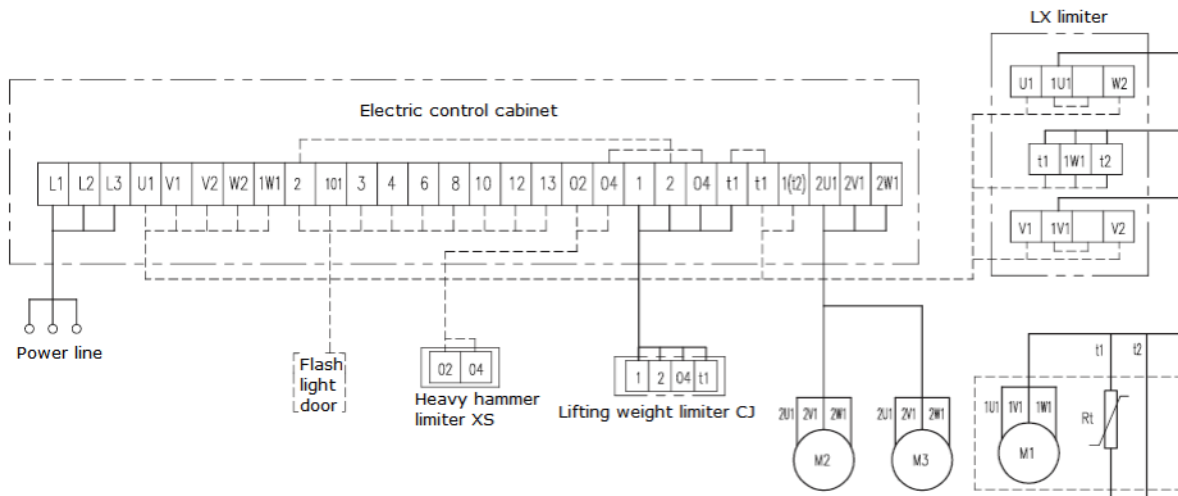 LX limiter
U1 1U1 W2
Electric control cabinet
t1 1W1 t2
L1 L2 L3 U1 V1 V2 W2 1W1 2 101 3 4 6 8 10 12 13 02 04 1 2 04 t1 t1 1(t2) 2U1 2V1 2W1
V1 1V1 V2
Power line
Flash
light
door
02 04
Heavy hammer
limiter XS
1 2 04 t1
Lifting weight limiter CJ
t1 t2
2U1 2V1 2W1
M2
2U1 2V1 2W1
M3
1U1 1V1 1W1
M1
Rt